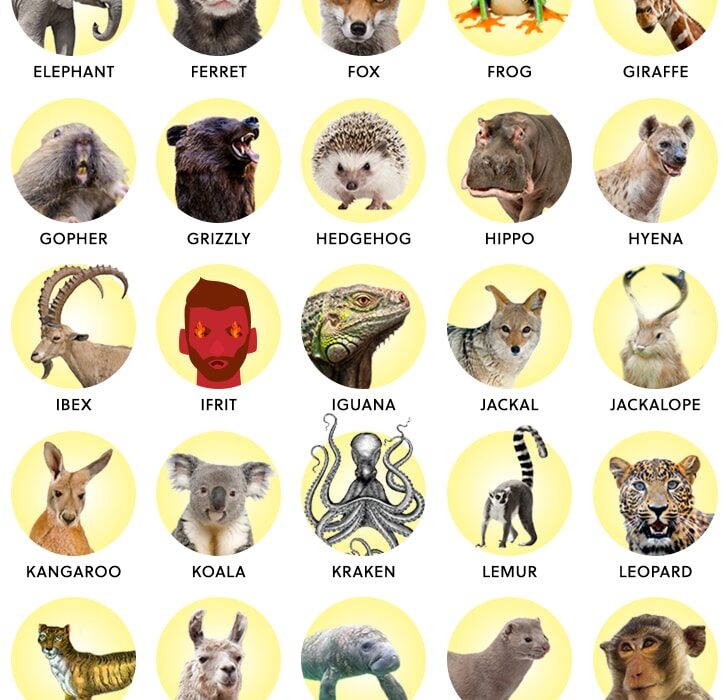 ELEPHANT
FERRET
FOX
FROG
GIRAFFE
GOPHER
GRIZZLY
HEDGEHOG
HIPPO
HYENA
IBEX
IFRIT
IGUANA
JACKAL
JACKALOPE
KANGAROO
KOALA
KRAKEN
LEMUR
LEOPARD